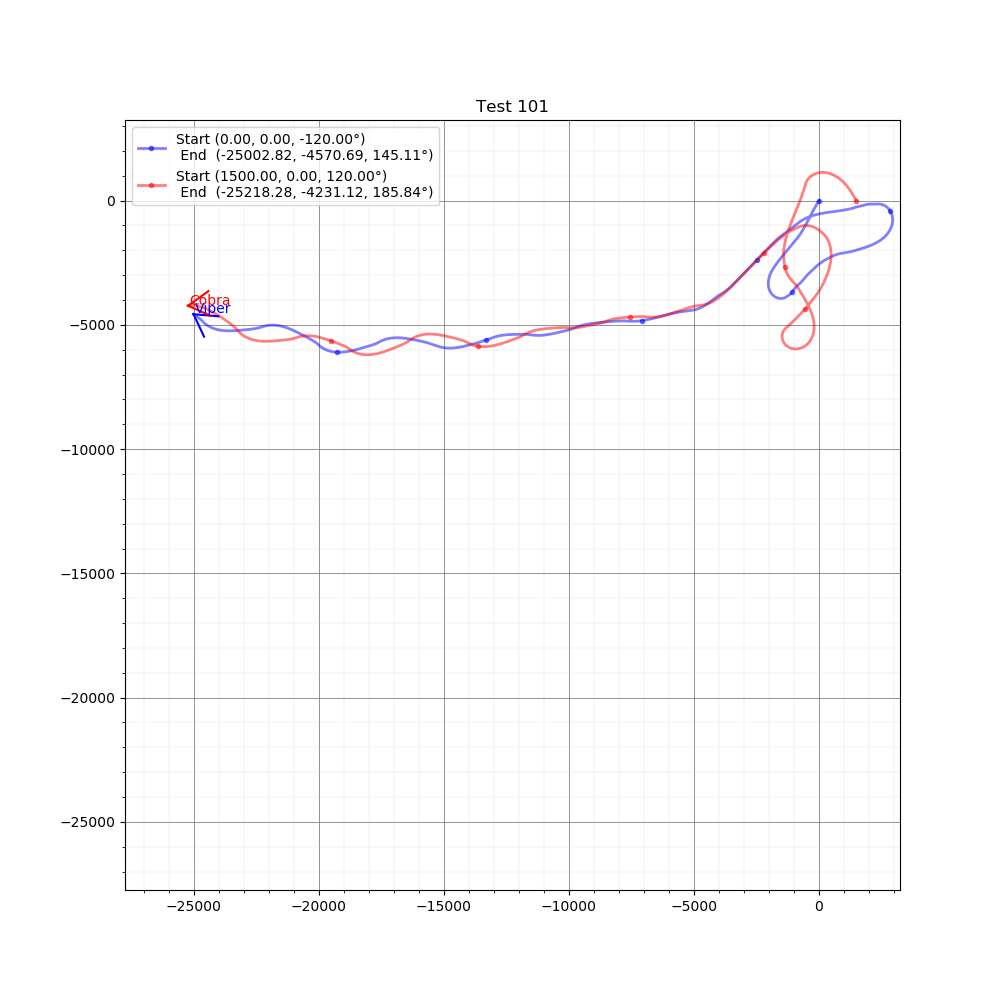 Test 101
Start (0.00, 0.00, -120.00°)
End  (-25002.82, -4570.69, 145.11°)
Start (1500.00, 0.00, 120.00°)
End  (-25218.28, -4231.12, 185.84°)
0
Cobra
Viper
−5000
−10000
−15000
−20000
−25000
−25000 −20000 −15000 −10000 −5000 0